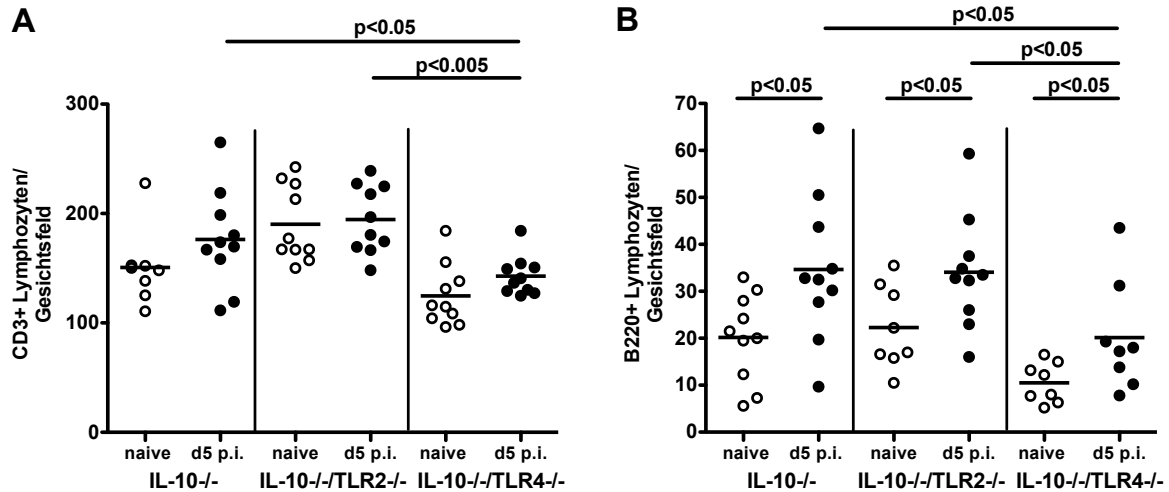 A
p<0.05
p<0.005
CD3+ Lymphozyten/
Gesichtsfeld
300
200
100
0
naive d5 p.i. naive d5 p.i. naive d5 p.i.
IL-10-/- IL-10-/-/TLR2-/- IL-10-/-/TLR4-/-
B
p<0.05
p<0.05
p<0.05 p<0.05 p<0.05
B220+ Lymphozyten/
Gesichtsfeld
70
60
50
40
30
20
10
0
naive d5 p.i. naive d5 p.i. naive d5 p.i.
IL-10-/- IL-10-/-/TLR2-/- IL-10-/-/TLR4-/-